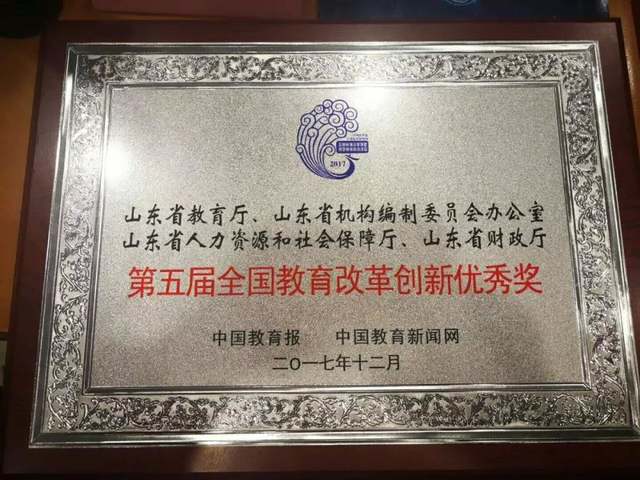 2017
山东省教育厅、山东省机构编制委员会办公室
山东省人力资源和社会保障厅、山东省财政厅
第五届全国教育改革创新优秀奖
中国教育报 中国教育新闻网
二〇一七年十二月